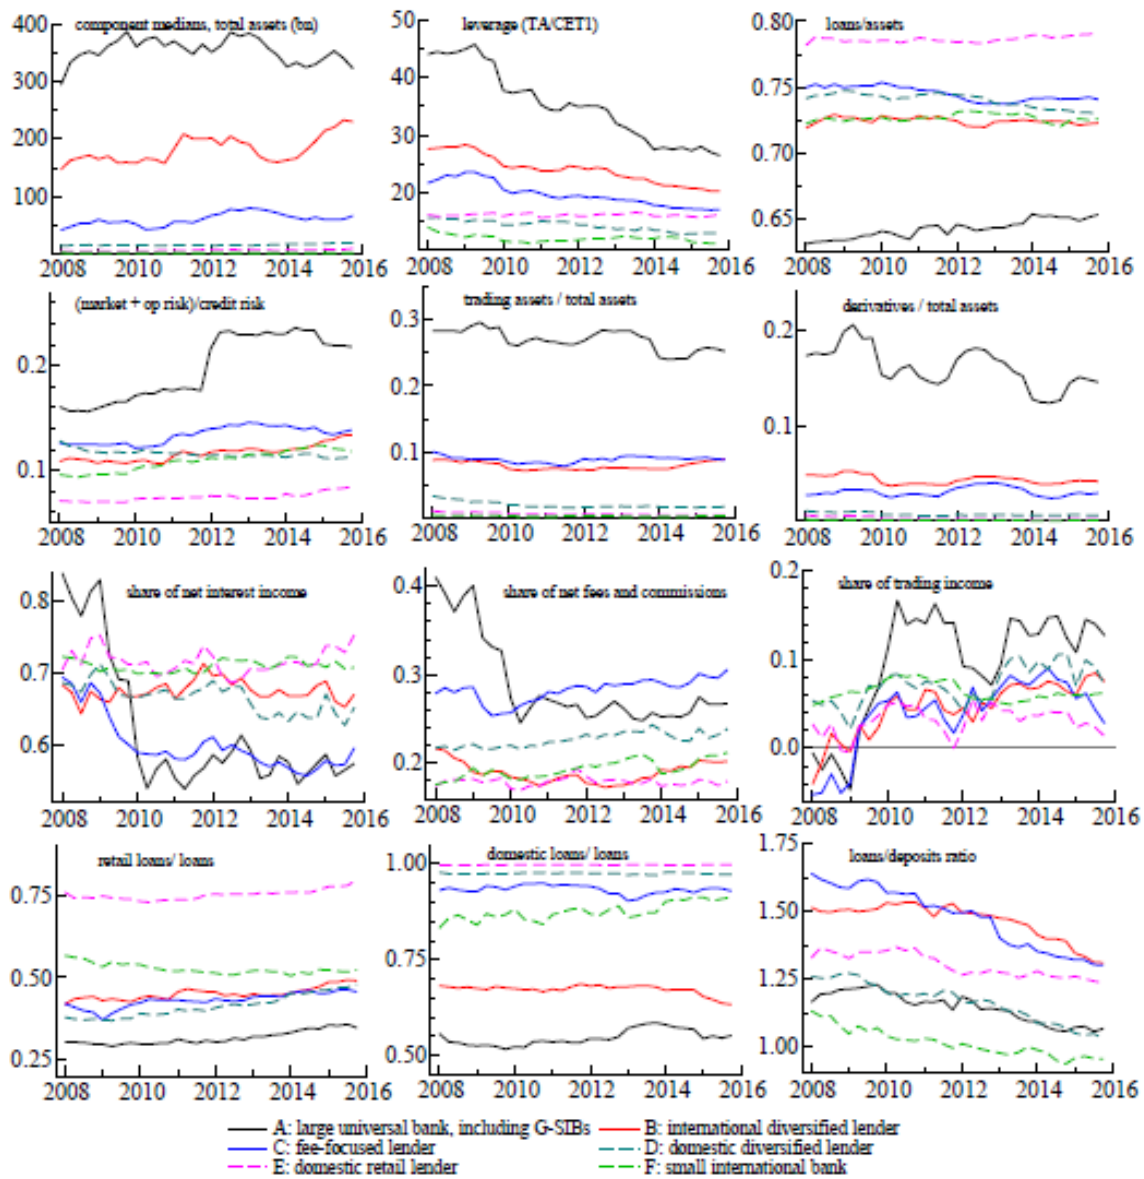 component medians, total assets (bn)
400
300
200
100
2008 2010 2012 2014 2016
leverage (TA/CET1)
50
40
30
20
2008 2010 2012 2014 2016
loans/assets
0.80
0.75
0.70
0.65
2008 2010 2012 2014 2016
(market + op risk)/credit risk
0.2
0.1
2008 2010 2012 2014 2016
trading assets / total assets
0.3
0.2
0.1
2008 2010 2012 2014 2016
derivatives / total assets
0.2
0.1
2008 2010 2012 2014 2016
share of net interest income
0.8
0.7
0.6
2008 2010 2012 2014 2016
share of net fees and commissions
0.4
0.3
0.2
2008 2010 2012 2014 2016
share of trading income
0.2
0.1
0.0
2008 2010 2012 2014 2016
retail loans/ loans
0.75
0.50
0.25
2008 2010 2012 2014 2016
domestic loans/ loans
1.00
0.75
0.50
2008 2010 2012 2014 2016
loans/deposits ratio
1.75
1.50
1.25
1.00
2008 2010 2012 2014 2016
A: large universal bank, including G-SIBs
B: international diversified lender
C: fee-focused lender
D: domestic diversified lender
E: domestic retail lender
F: small international bank